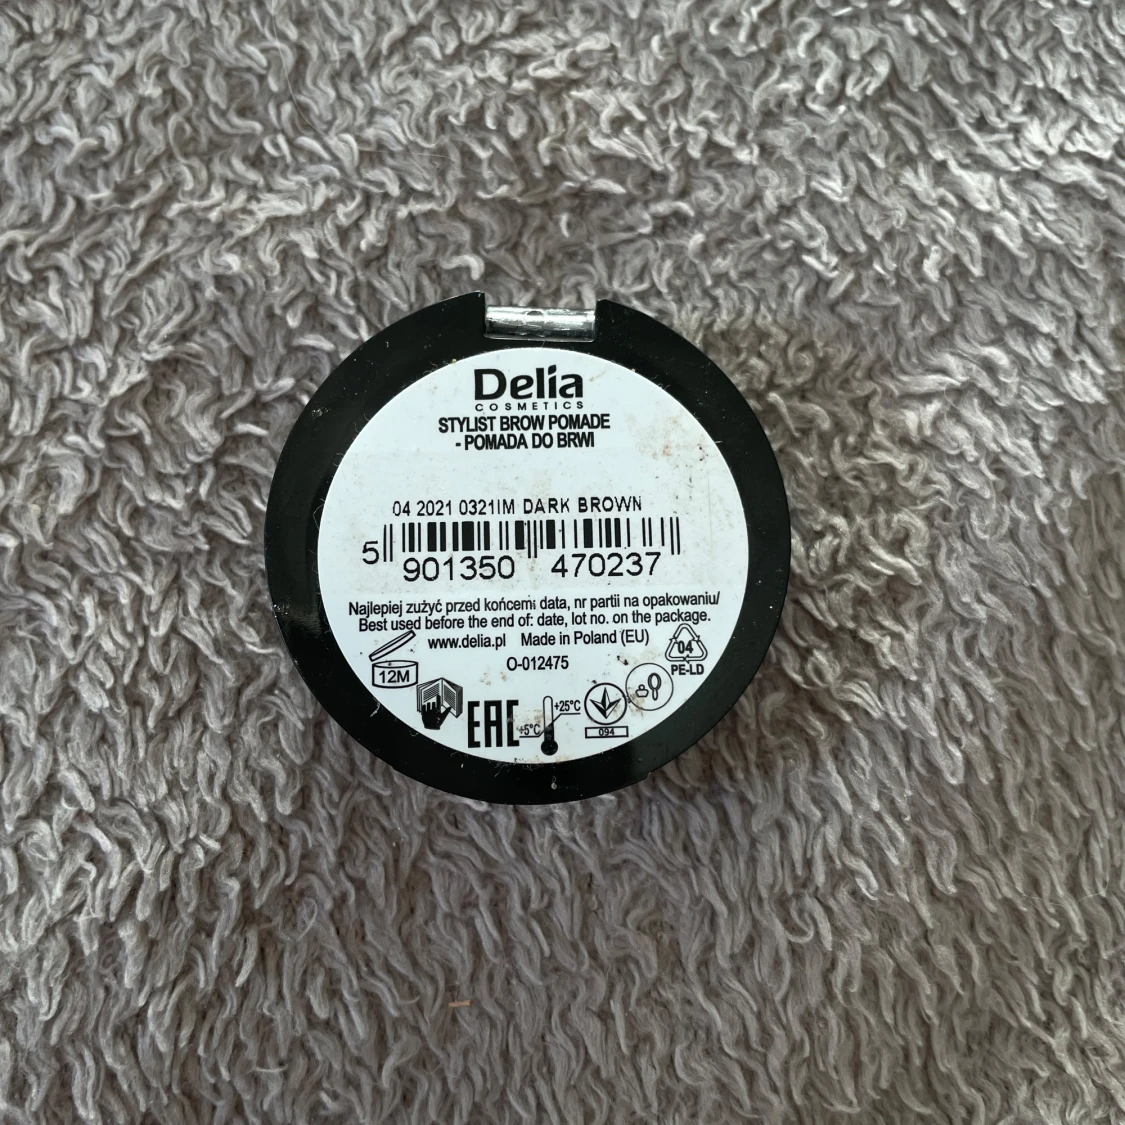 Delia
COSMETICS
STYLIST BROW POMADE
- POMADA DO BRWI
04 2021 0321IM DARK BROWN
5 901350 470237
Najlepiej zużyć przed końcem: data, nr partii na opakowaniu/
Best used before the end of: date, lot no. on the package.
www.delia.pl Made in Poland (EU)
O-012475
12M
04
PE-LD
EAC
+5°C
+25°C
094